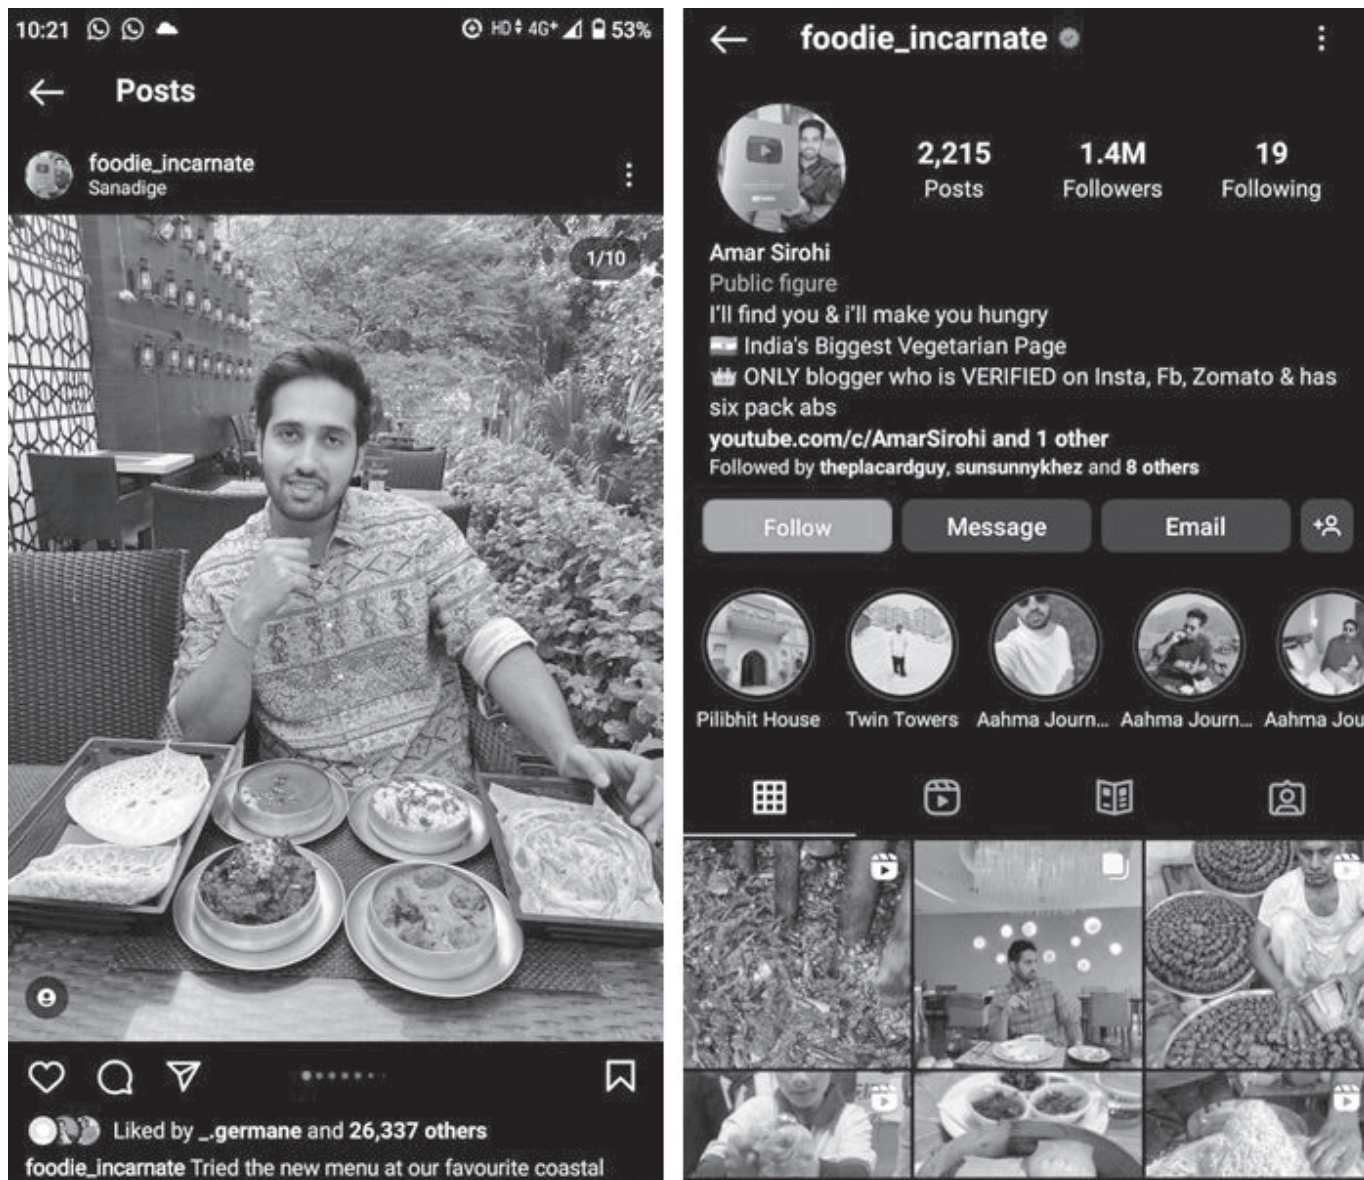 10:21 HD 4G+ 53%
Posts
foodie_incarnate
Sanadige
1/10
Liked by _.germane and 26,337 others
foodie_incarnate Tried the new menu at our favourite coastal
foodie_incarnate
2,215 1.4M 19
Posts Followers Following
Amar Sirohi
Public figure
I'll find you & i'll make you hungry
India's Biggest Vegetarian Page
ONLY blogger who is VERIFIED on Insta, Fb, Zomato & has
six pack abs
youtube.com/c/AmarSirohi and 1 other
Followed by theplacardguy, sunsunnykhez and 8 others
Follow Message Email
Pilibhit House Twin Towers Aahma Journ... Aahma Journ... Aahma Jou